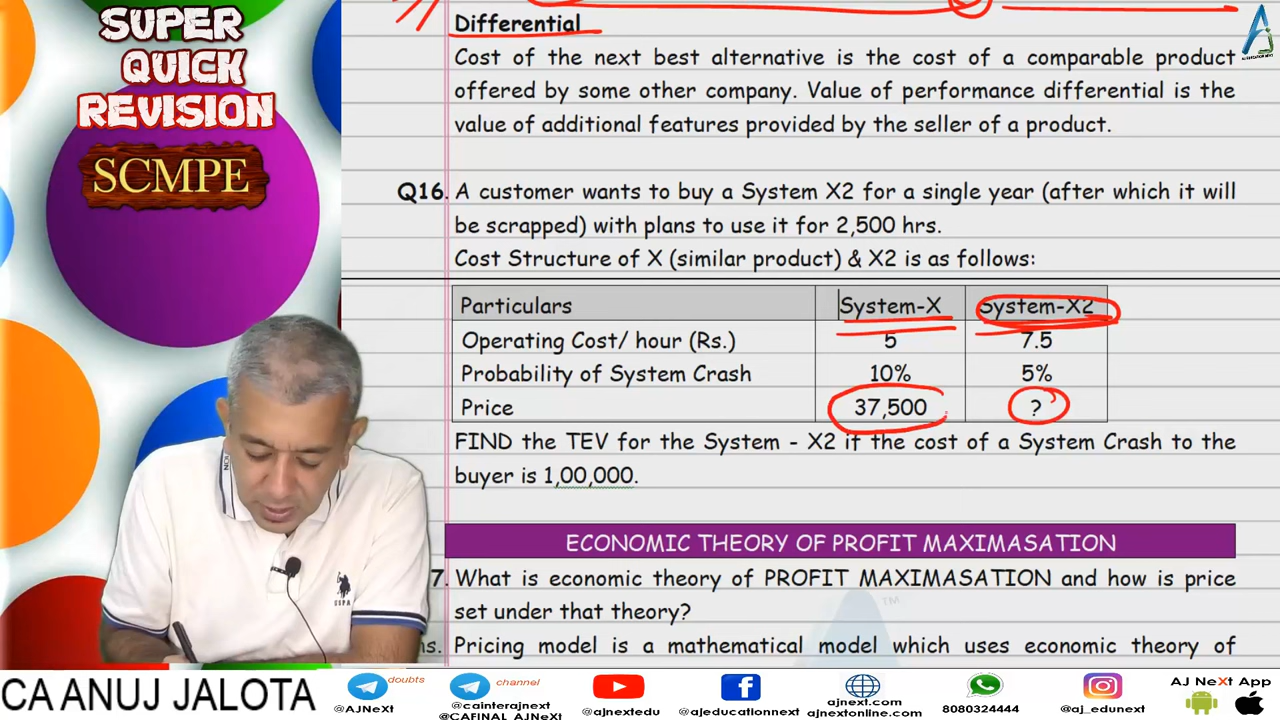 SUPER
QUICK
REVISION
SCMPE
Differential
Cost of the next best alternative is the cost of a comparable product
offered by some other company. Value of performance differential is the
value of additional features provided by the seller of a product.
Q16. A customer wants to buy a System X2 for a single year (after which it will
be scrapped) with plans to use it for 2,500 hrs.
Cost Structure of X (similar product) & X2 is as follows:
Particulars System-X System-X2
Operating Cost/ hour (Rs.) 5 7.5
Probability of System Crash 10% 5%
Price 37,500 ?
FIND the TEV for the System - X2 if the cost of a System Crash to the
buyer is 1,00,000.
ECONOMIC THEORY OF PROFIT MAXIMASATION
7. What is economic theory of PROFIT MAXIMASATION and how is price
set under that theory?
ns. Pricing model is a mathematical model which uses economic theory of
TM
USPA
CA ANUJ JALOTA
doubts
@AJNeXt
channel
@cainterajnext
@CAFINAL_AJNeXt
@ajnextedu
@ajeducationnext
ajnext.com
ajnextonline.com
8080324444
@aj_edunext
AJ NeXt App